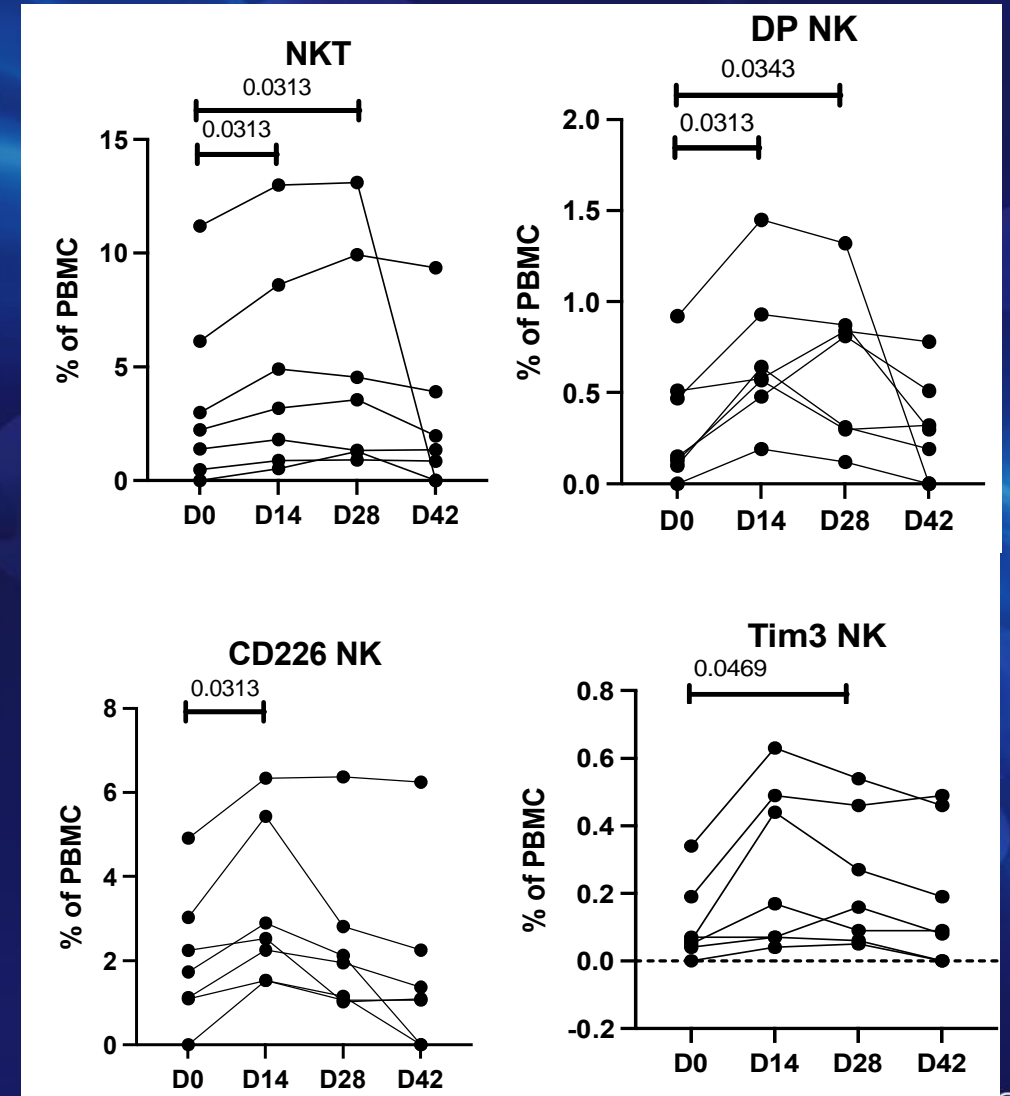 NKT
0.0313
0.0313
15
10
5
0
% of PBMC
D0 D14 D28 D42
DP NK
0.0343
0.0313
2.0
1.5
1.0
0.5
0.0
% of PBMC
D0 D14 D28 D42
CD226 NK
0.0313
8
6
4
2
0
% of PBMC
D0 D14 D28 D42
Tim3 NK
0.0469
0.8
0.6
0.4
0.2
0.0
-0.2
% of PBMC
D0 D14 D28 D42